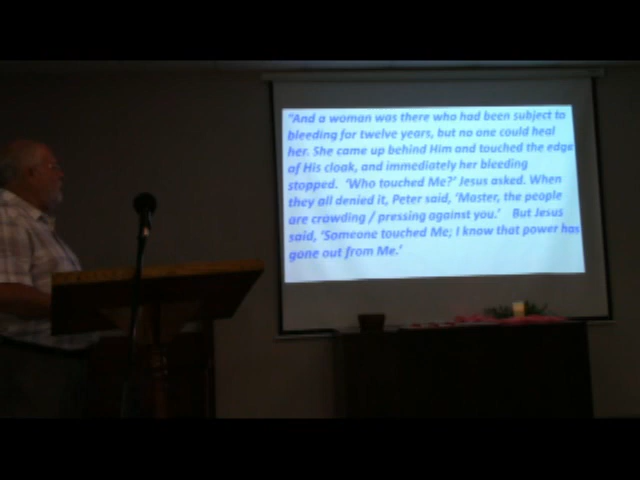 "And a woman was there who had been subject to
bleeding for twelve years, but no one could heal
her. She came up behind Him and touched the edge
of His cloak, and immediately her bleeding
stopped. 'Who touched Me?' Jesus asked. When
they all denied it, Peter said, 'Master, the people
are crowding / pressing against you.' But Jesus
said, 'Someone touched Me; I know that power has
gone out from Me.'